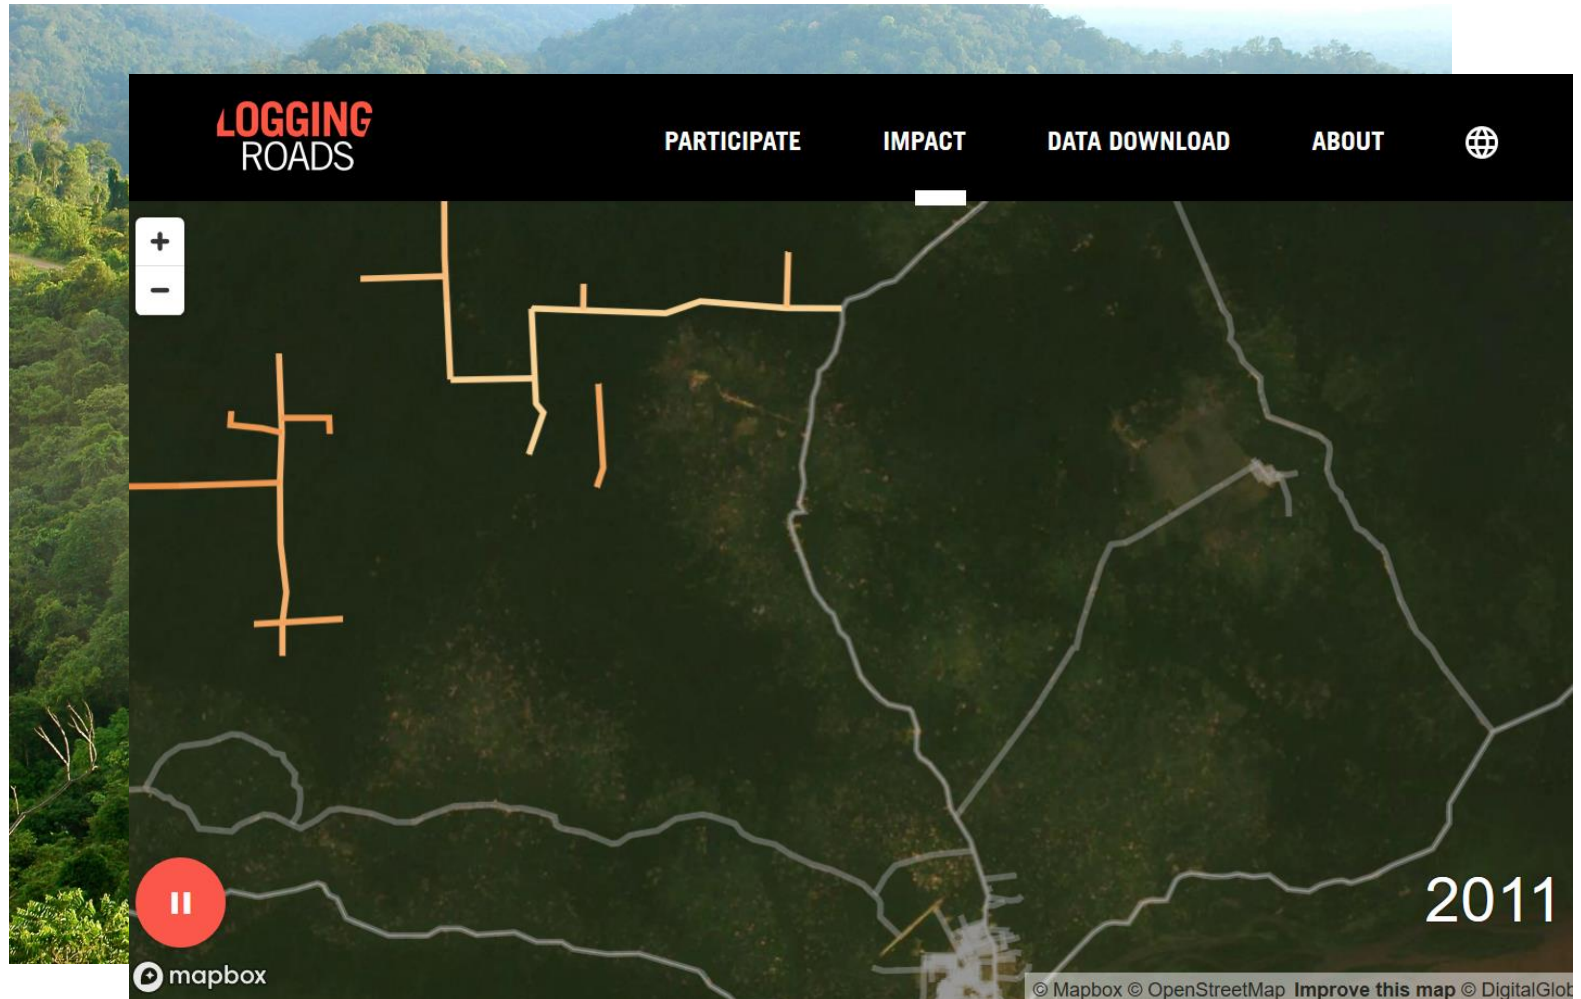 LOGGING
ROADS
PARTICIPATE IMPACT DATA DOWNLOAD ABOUT
+
−
2011
mapbox
© Mapbox © OpenStreetMap Improve this map © DigitalGlob